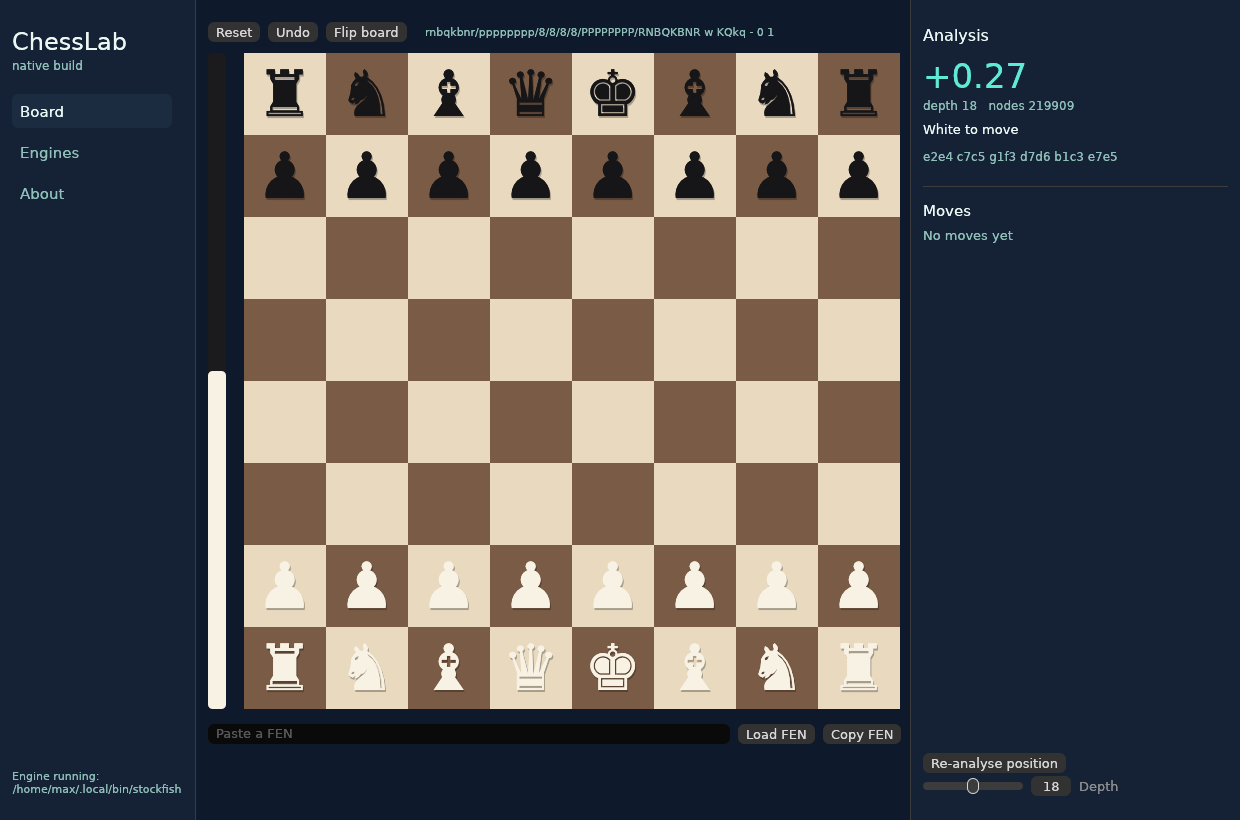 ChessLab
native build
Board
Engines
About
Engine running:
/home/max/.local/bin/stockfish
Reset Undo Flip board rnbqkbnr/pppppppp/8/8/8/8/PPPPPPPP/RNBQKBNR w KQkq - 0 1
Paste a FEN Load FEN Copy FEN
Analysis
+0.27
depth 18 nodes 219909
White to move
e2e4 c7c5 g1f3 d7d6 b1c3 e7e5
Moves
No moves yet
Re-analyse position
18 Depth